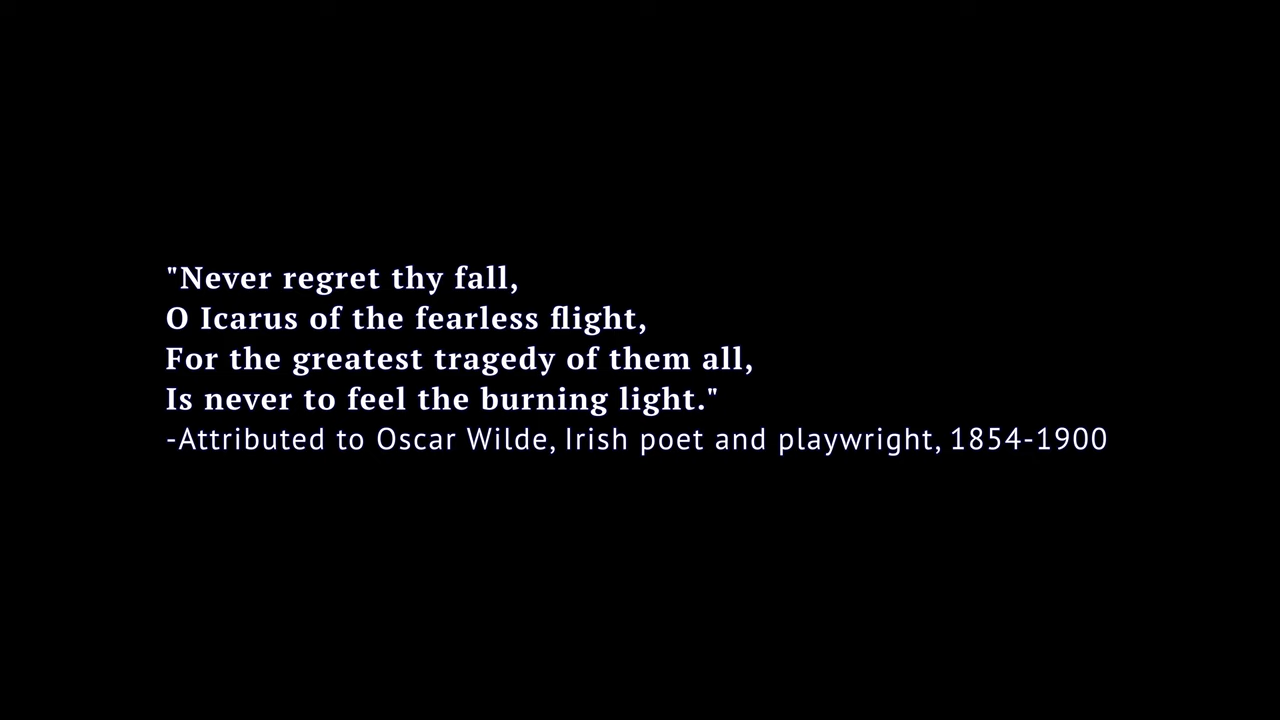 "Never regret thy fall,
O Icarus of the fearless flight,
For the greatest tragedy of them all,
Is never to feel the burning light."
-Attributed to Oscar Wilde, Irish poet and playwright, 1854-1900